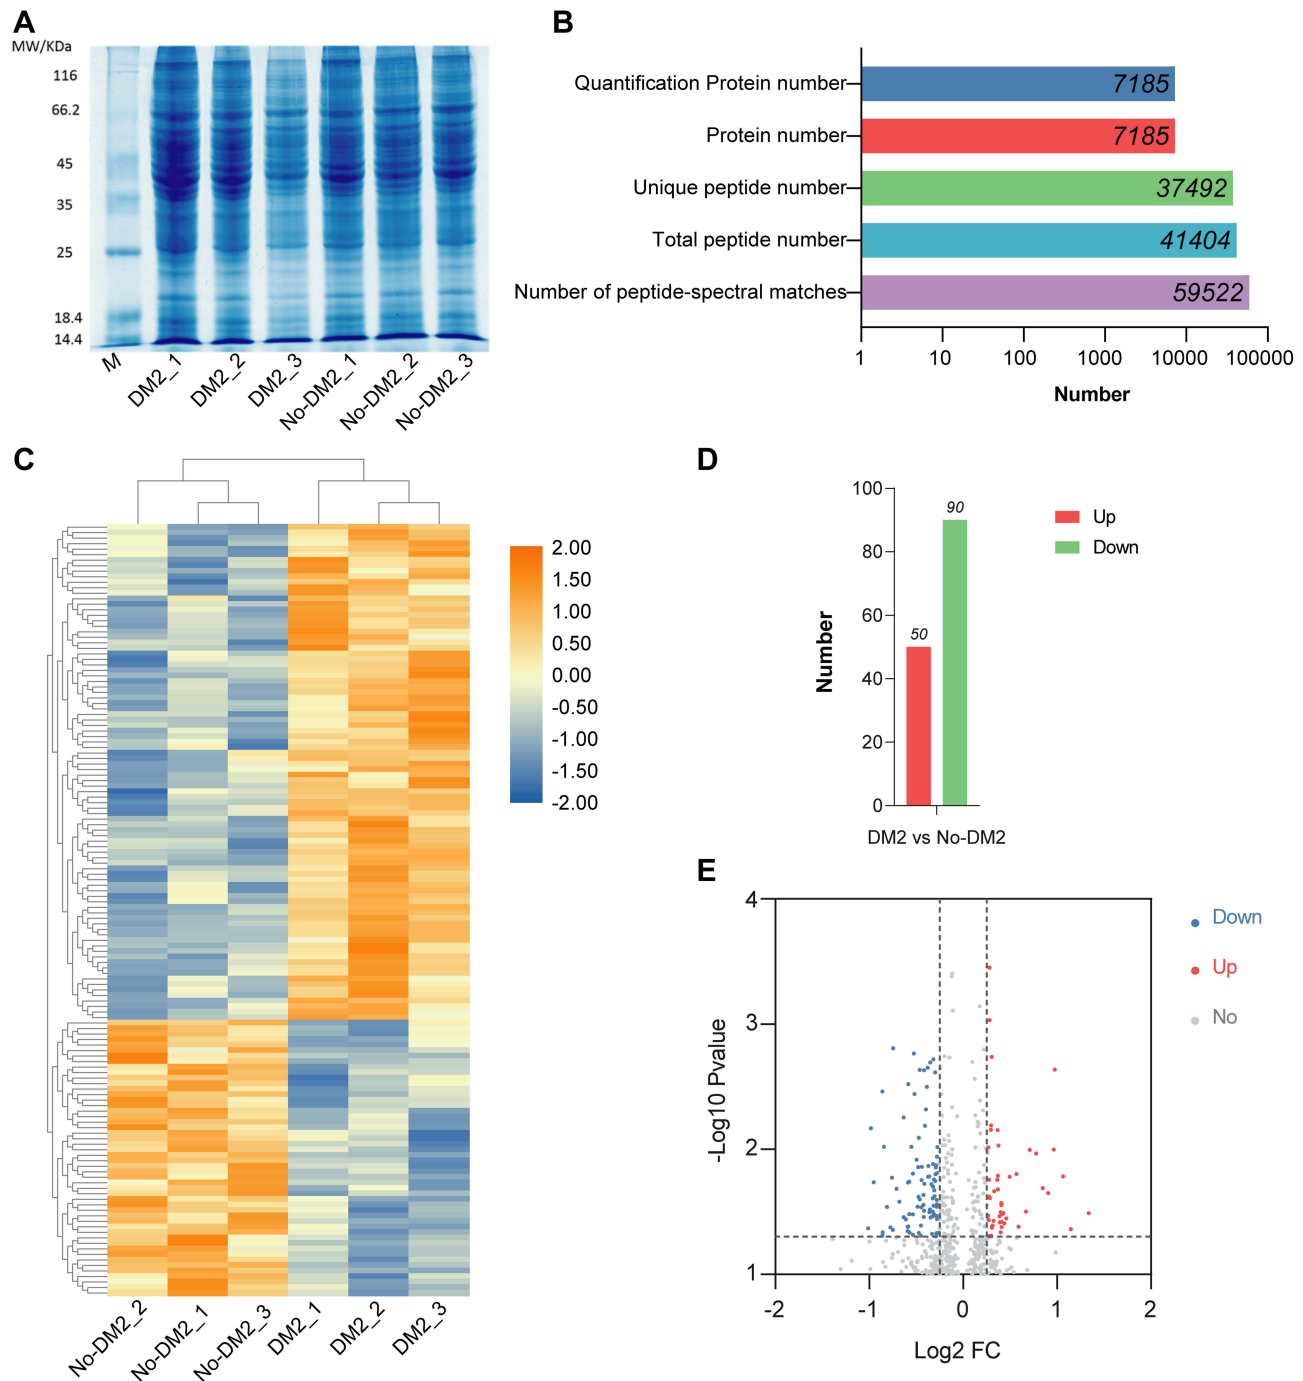 A
MW/KDa
116
66.2
45
35
25
18.4
14.4
M
DM2_1
DM2_2
DM2_3
No-DM2_1
No-DM2_2
No-DM2_3
B
Quantification Protein number
7185
Protein number
7185
Unique peptide number
37492
Total peptide number
41404
Number of peptide-spectral matches
59522
1 10 100 1000 10000 100000
Number
C
2.00
1.50
1.00
0.50
0.00
-0.50
-1.00
-1.50
-2.00
No-DM2_2
No-DM2_1
No-DM2_3
DM2_1
DM2_2
DM2_3
D
100
80
60
40
20
0
Number
50
90
Up
Down
DM2 vs No-DM2
E
4
3
2
1
-Log10 Pvalue
-2 -1 0 1 2
Log2 FC
Down
Up
No